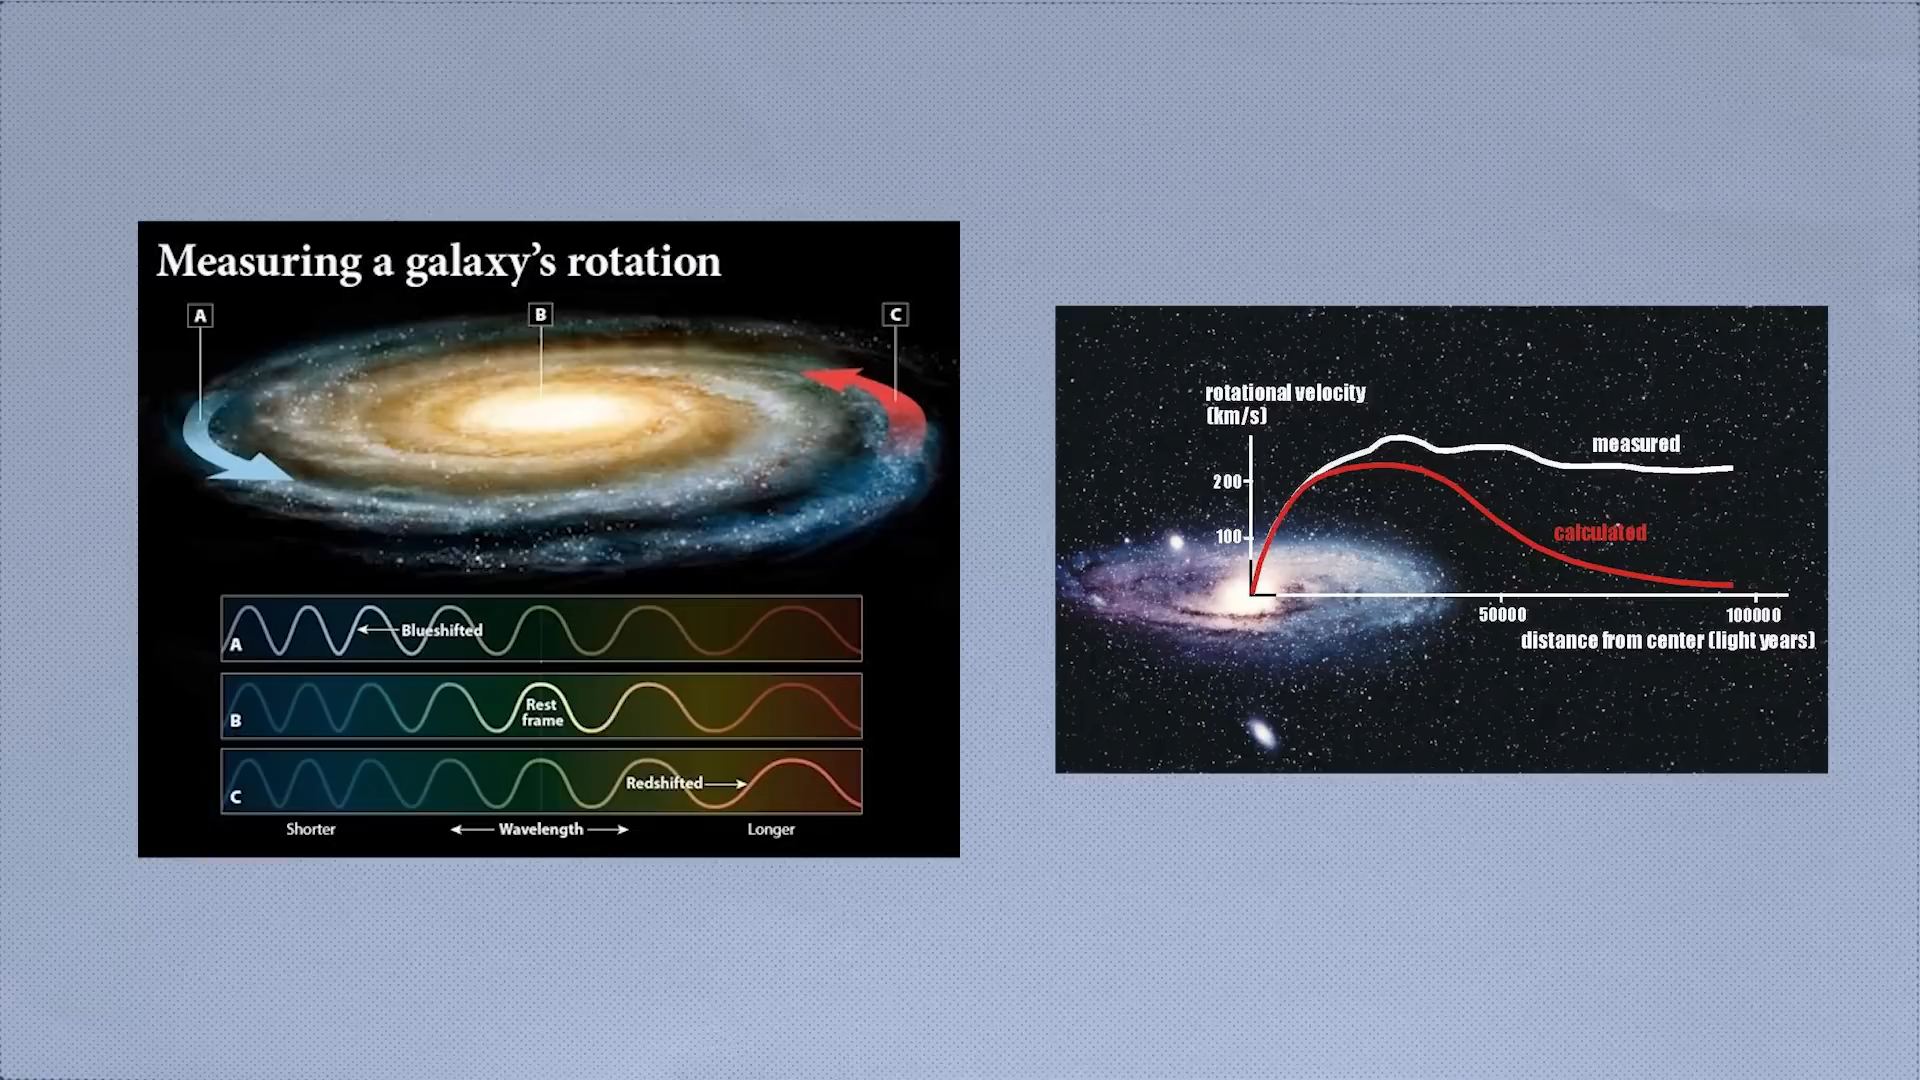 Measuring a galaxy's rotation
A
B
C
A
Blueshifted
B
Rest
frame
C
Redshifted
Shorter
Wavelength
Longer
rotational velocity
(km/s)
measured
200
100
calculated
50000
100000
distance from center (light years)